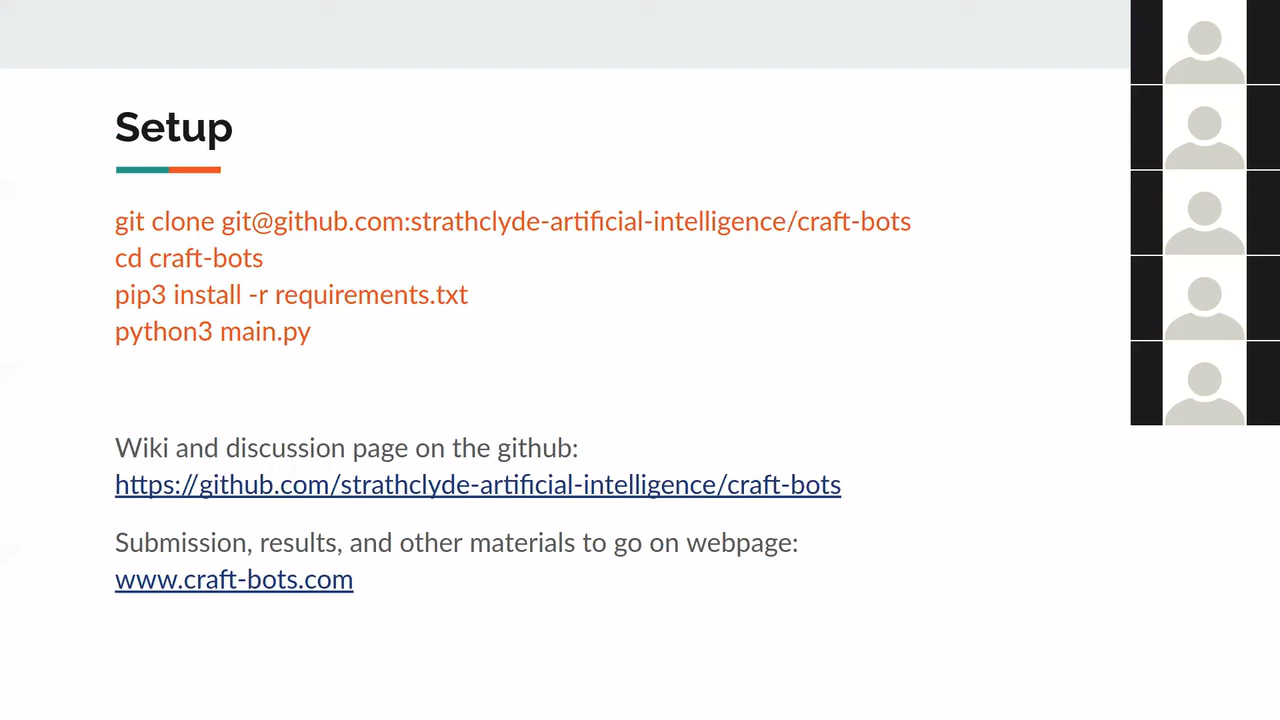 Setup
git clone git@github.com:strathclyde-artificial-intelligence/craft-bots
cd craft-bots
pip3 install -r requirements.txt
python3 main.py
Wiki and discussion page on the github:
https://github.com/strathclyde-artificial-intelligence/craft-bots
Submission, results, and other materials to go on webpage:
www.craft-bots.com